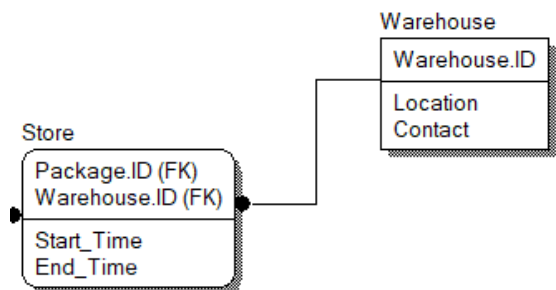 Warehouse
Warehouse.ID
Location
Contact
Store
Package.ID (FK)
Warehouse.ID (FK)
Start_Time
End_Time